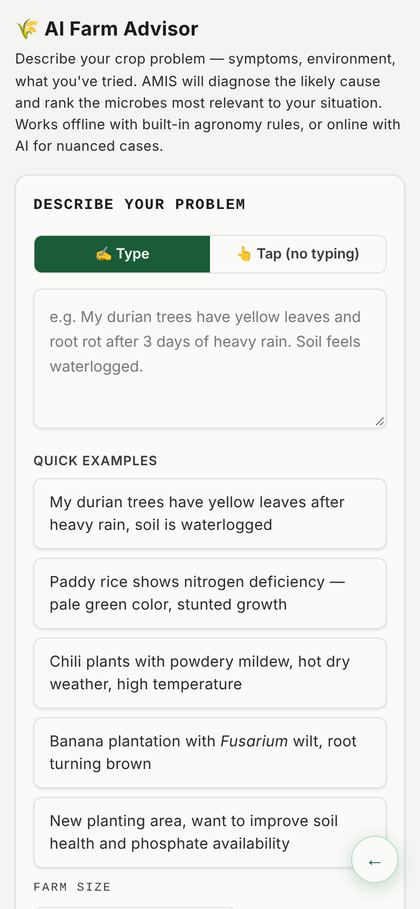 🌾 AI Farm Advisor
Describe your crop problem — symptoms, environment,
what you've tried. AMIS will diagnose the likely cause
and rank the microbes most relevant to your situation.
Works offline with built-in agronomy rules, or online with
AI for nuanced cases.
DESCRIBE YOUR PROBLEM
✍️ Type
👆 Tap (no typing)
e.g. My durian trees have yellow leaves and
root rot after 3 days of heavy rain. Soil feels
waterlogged.
QUICK EXAMPLES
My durian trees have yellow leaves after
heavy rain, soil is waterlogged
Paddy rice shows nitrogen deficiency —
pale green color, stunted growth
Chili plants with powdery mildew, hot dry
weather, high temperature
Banana plantation with Fusarium wilt, root
turning brown
New planting area, want to improve soil
health and phosphate availability
←
FARM SIZE